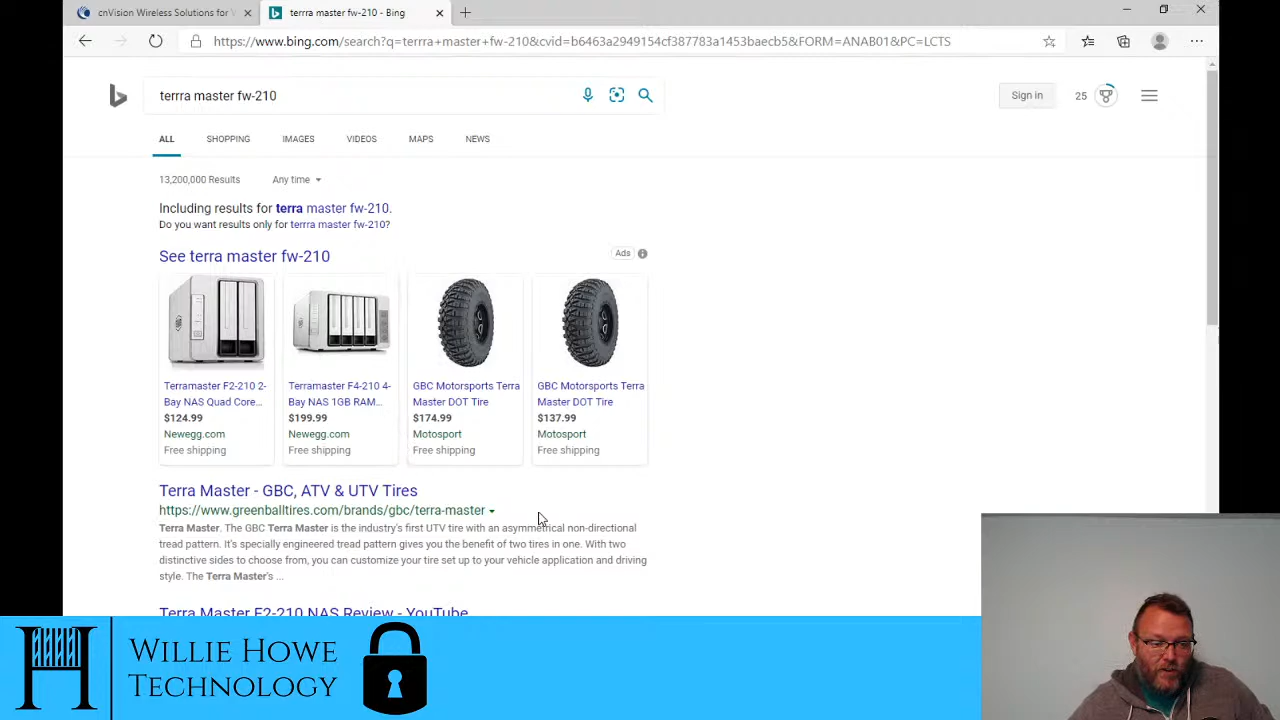 cnVision Wireless Solutions for V
terrra master fw-210 - Bing
https://www.bing.com/search?q=terrra+master+fw-210&cvid=b6463a2949154cf387783a1453baecb5&FORM=ANAB01&PC=LCTS
terrra master fw-210
Sign in
25
ALL
SHOPPING
IMAGES
VIDEOS
MAPS
NEWS
13,200,000 Results
Any time
Including results for terra master fw-210.
Do you want results only for terrra master fw-210?
See terra master fw-210
Ads
Terramaster F2-210 2-
Bay NAS Quad Core...
$124.99
Newegg.com
Free shipping
Terramaster F4-210 4-
Bay NAS 1GB RAM...
$199.99
Newegg.com
Free shipping
GBC Motorsports Terra
Master DOT Tire
$174.99
Motosport
Free shipping
GBC Motorsports Terra
Master DOT Tire
$137.99
Motosport
Free shipping
Terra Master - GBC, ATV & UTV Tires
https://www.greenballtires.com/brands/gbc/terra-master
Terra Master. The GBC Terra Master is the industry's first UTV tire with an asymmetrical non-directional
tread pattern. It's specially engineered tread pattern gives you the benefit of two tires in one. With two
distinctive sides to choose from, you can customize your tire set up to your vehicle application and driving
style. The Terra Master's ...
Terra Master F2-210 NAS Review - YouTube
WILLIE HOWE
TECHNOLOGY